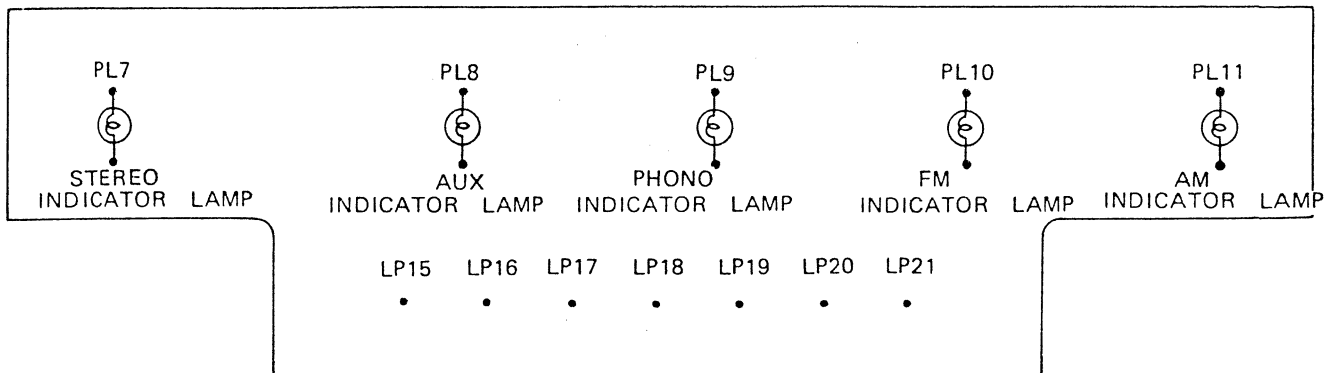 PL7 PL8 PL9 PL10 PL11
STEREO AUX PHONO FM AM
INDICATOR LAMP INDICATOR LAMP INDICATOR LAMP INDICATOR LAMP INDICATOR LAMP
LP15 LP16 LP17 LP18 LP19 LP20 LP21